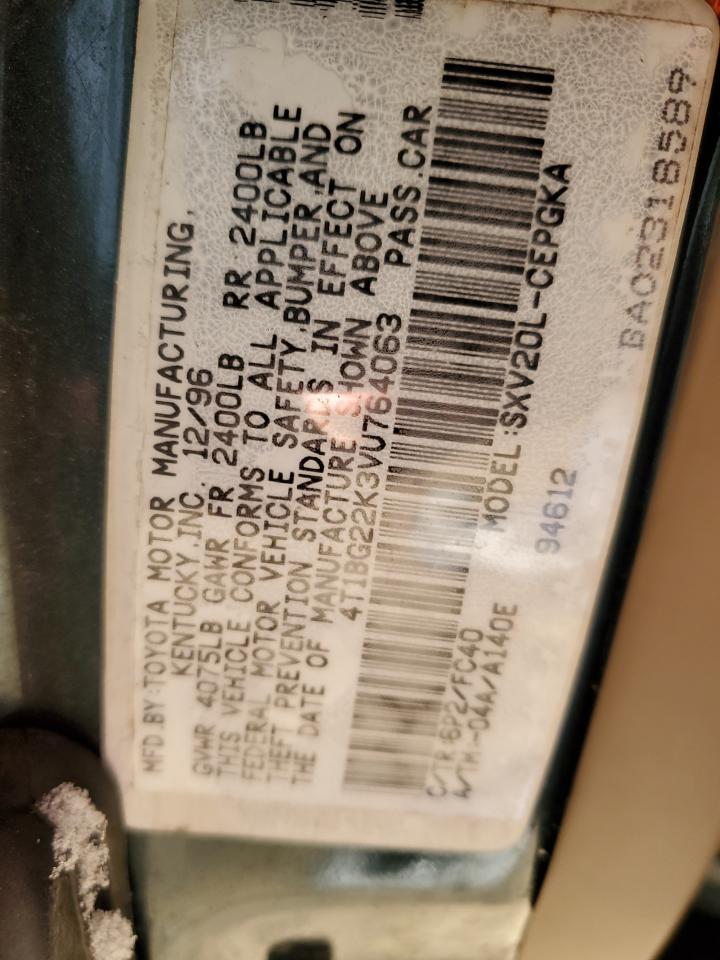 MFD BY:TOYOTA MOTOR MANUFACTURING,
KENTUCKY,INC. 12/96
GVWR 4075LB GAWR FR 2400LB RR 2400LB
THIS VEHICLE CONFORMS TO ALL APPLICABLE
FEDERAL MOTOR VEHICLE SAFETY,BUMPER,AND
THEFT PREVENTION STANDARDS IN EFFECT ON
THE DATE OF MANUFACTURE SHOWN ABOVE
4T1BG22K3VU764063 PASS.CAR
MODEL:SXV20L-CEPGKA
C/TR:6P2/FC40
A/TM:-04A/A140E
94612
BA02318589